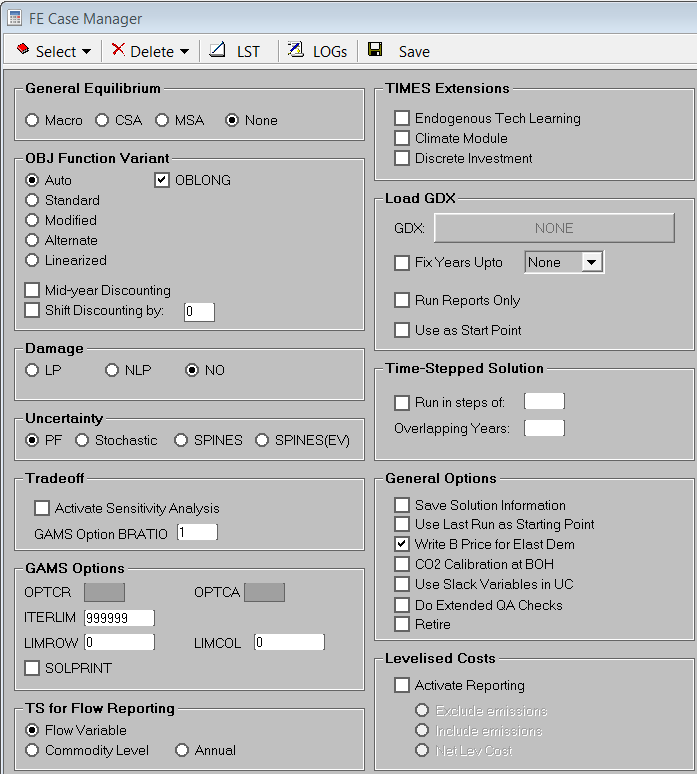 FE Case Manager
Select Delete LST LOGs Save
General Equilibrium
Macro CSA MSA None
OBJ Function Variant
Auto OBLONG
Standard
Modified
Alternate
Linearized
Mid-year Discounting
Shift Discounting by: 0
Damage
LP NLP NO
Uncertainty
PF Stochastic SPINES SPINES(EV)
Tradeoff
Activate Sensitivity Analysis
GAMS Option BRATIO 1
GAMS Options
OPTCR OPTCA
ITERLIM 999999
LIMROW 0 LIMCOL 0
SOLPRINT
TS for Flow Reporting
Flow Variable
Commodity Level Annual
TIMES Extensions
Endogenous Tech Learning
Climate Module
Discrete Investment
Load GDX
GDX: NONE
Fix Years Upto None
Run Reports Only
Use as Start Point
Time-Stepped Solution
Run in steps of:
Overlapping Years:
General Options
Save Solution Information
Use Last Run as Starting Point
Write B Price for Elast Dem
CO2 Calibration at BOH
Use Slack Variables in UC
Do Extended QA Checks
Retire
Levelised Costs
Activate Reporting
Exclude emissions
Include emissions
Net Lev Cost